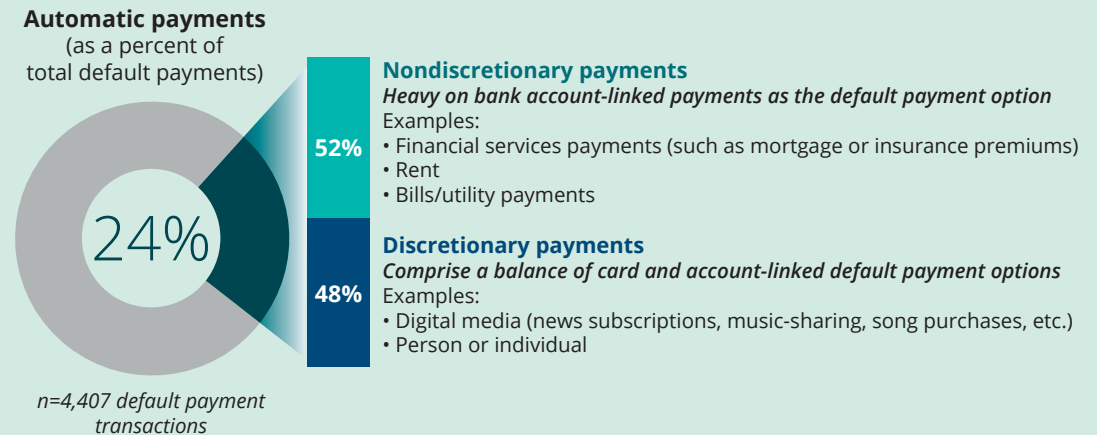 Automatic payments
(as a percent of
total default payments)
24%
n=4,407 default payment
transactions
52%
Nondiscretionary payments
Heavy on bank account-linked payments as the default payment option
Examples:
• Financial services payments (such as mortgage or insurance premiums)
• Rent
• Bills/utility payments
48%
Discretionary payments
Comprise a balance of card and account-linked default payment options
Examples:
• Digital media (news subscriptions, music-sharing, song purchases, etc.)
• Person or individual